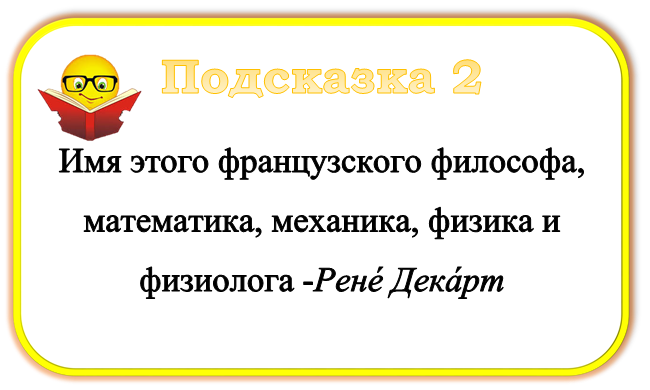 Подсказка 2
Имя этого французского философа,
математика, механика, физика и
физиолога -Рене́ Дека́рт